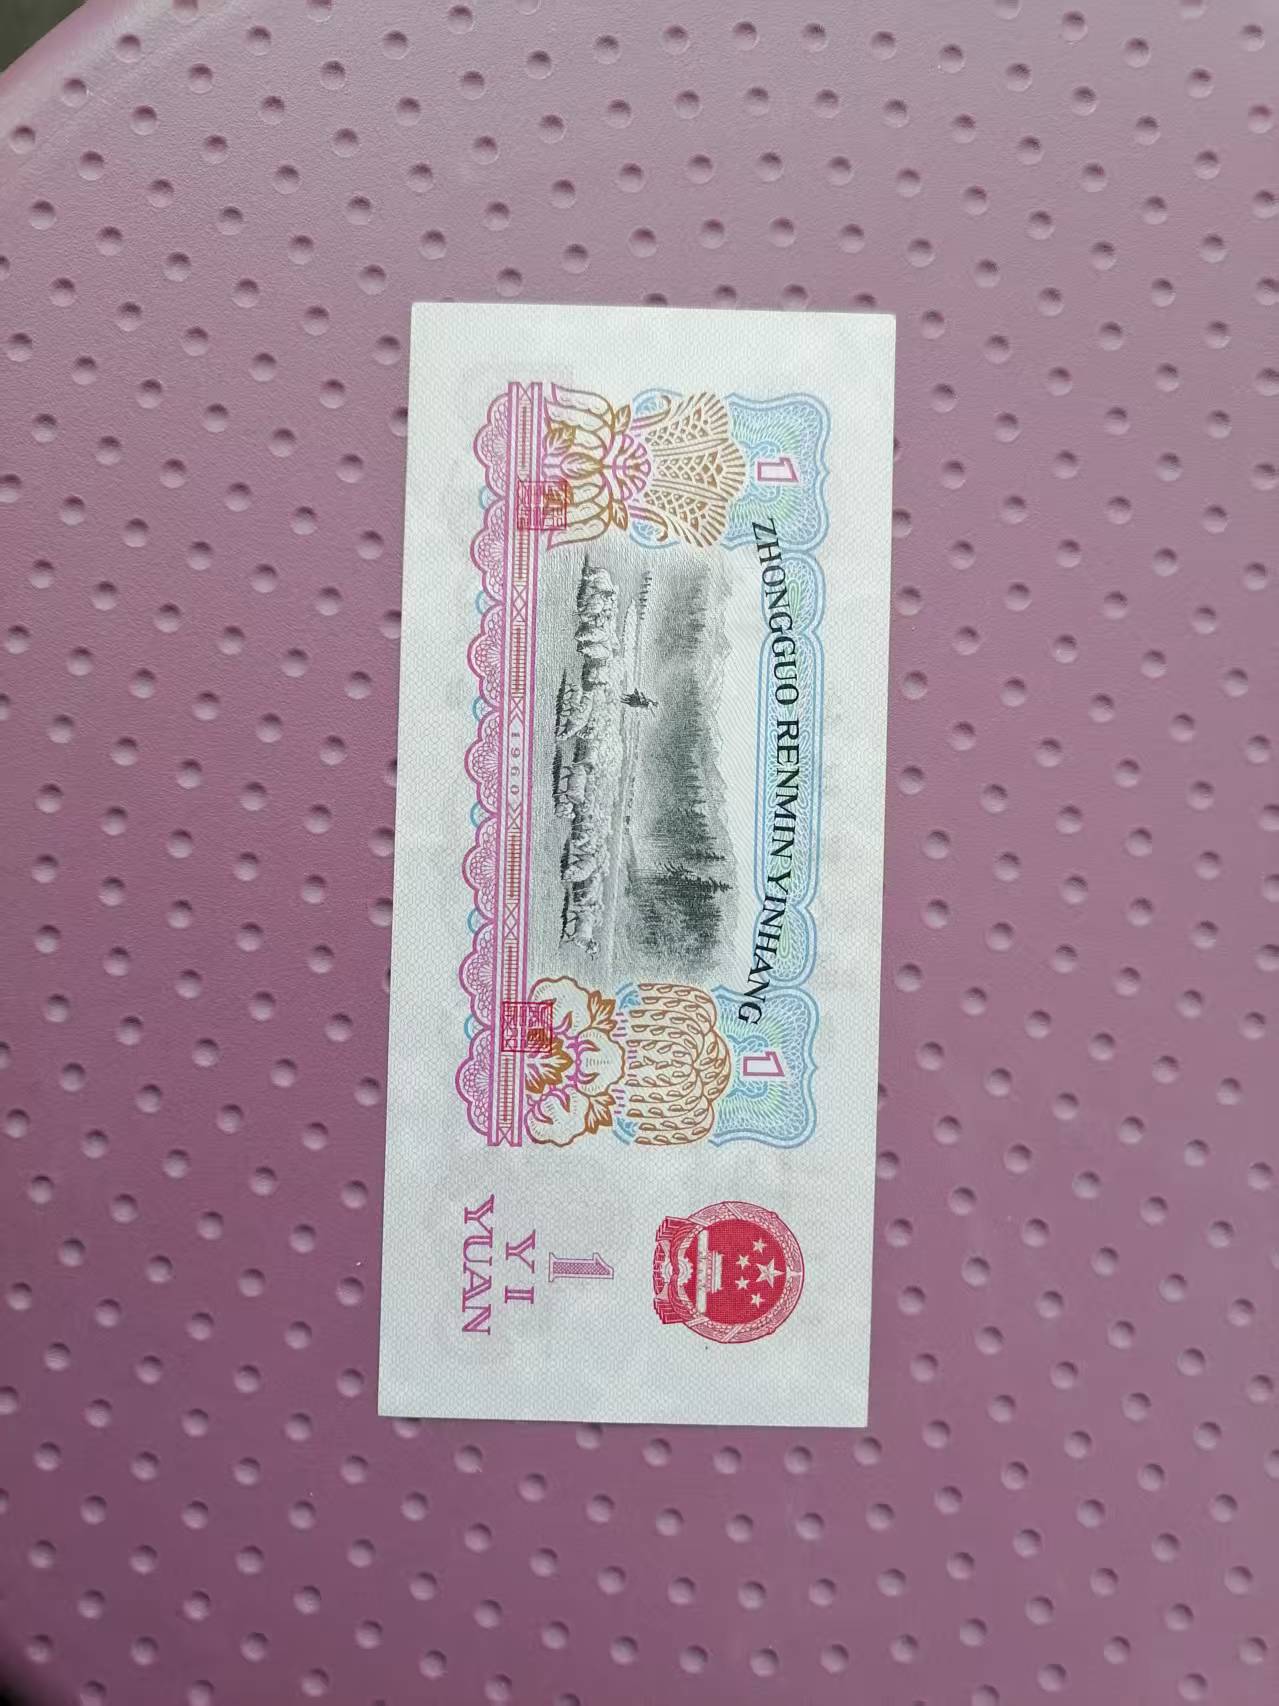 1
1
ZHONGGUO RENMIN YINHANG
1960
1
YI
YUAN